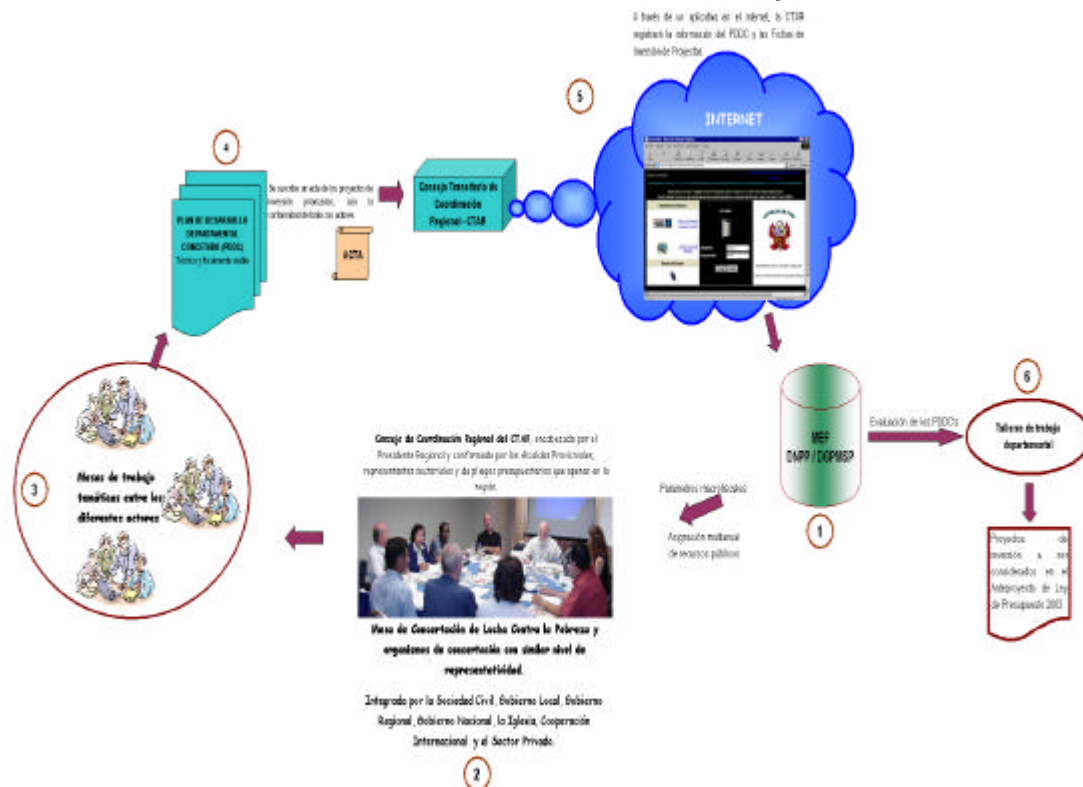 A través de un aplicativo en el internet, la CTAR
registrará la información del PDDC y las Fichas de
Inversión de Proyectos
5
INTERNET
4
PLAN DE DESARROLLO
DEPARTAMENTAL
CONCETADO (PDDC)
Técnico y fiscalmente viable
Se suscribe un acta de los proyectos de
inversión priorizados, con la
conformidad de todos los actores.
ACTA
Consejo Transitorio de
Coordinación
Regional -CTAR
3
Mesas de trabajo
temáticas entre los
diferentes actores
Consejo de Coordinación Regional del CTAR, encabezado por el
Presidente Regional y conformado por los Alcaldes Provinciales,
representantes sectoriales y de pliegos presupuestarios que operan en la
región.
Mesa de Concertación de Lucha Contra la Pobreza y
organismos de concertación con similar nivel de
representatividad.
Integrada por la Sociedad Civil, Gobierno Local, Gobierno
Regional, Gobierno Nacional, la Iglesia, Cooperación
Internacional y el Sector Privado.
2
Parámetros macrofiscales
Asignación multianual
de recursos públicos
MEF
DNPP / DGPMSP
1
Evaluación de los PDDC's
6
Talleres de trabajo
departamental
Proyectos de
inversión a ser
considerados en el
Anteproyecto de Ley
de Presupuesto 2003